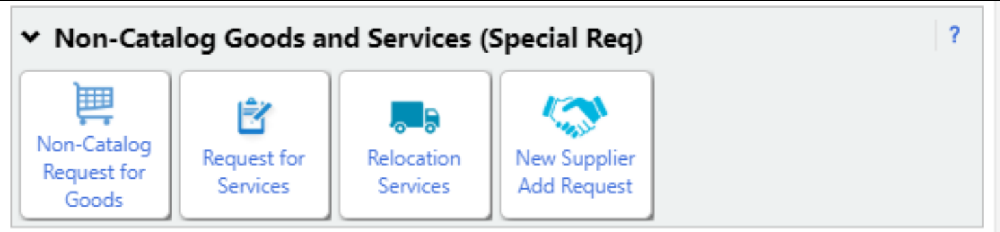 Non-Catalog Goods and Services (Special Req)
?
Non-Catalog
Request for
Goods
Request for
Services
Relocation
Services
New Supplier
Add Request